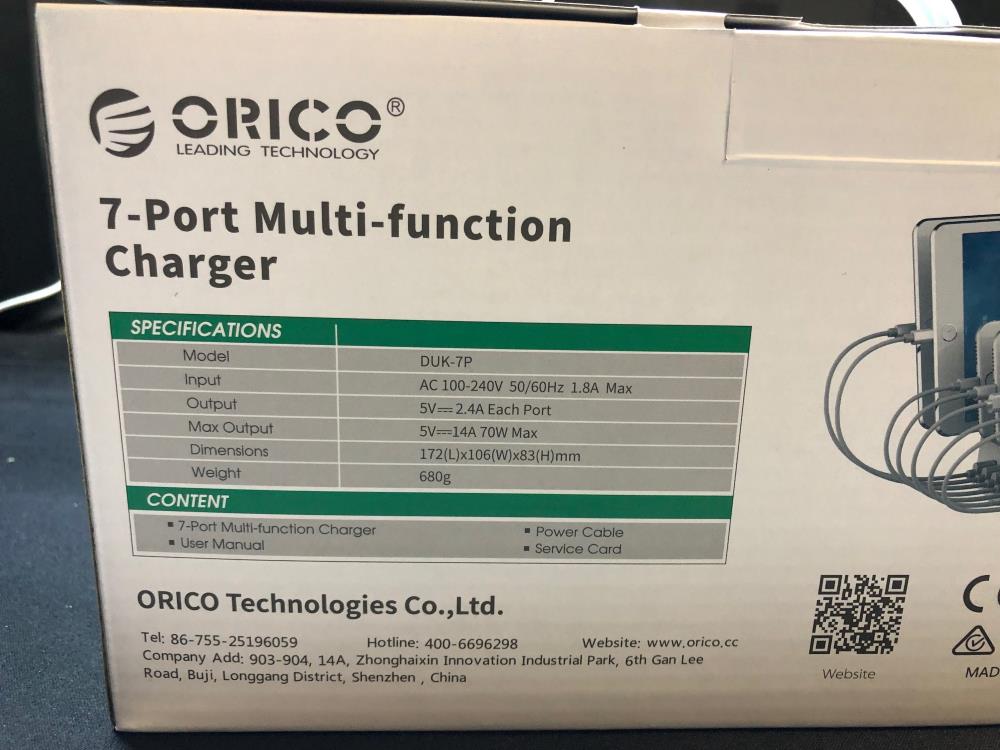 ORICO®
LEADING TECHNOLOGY
7-Port Multi-function
Charger
SPECIFICATIONS
Model DUK-7P
Input AC 100-240V 50/60Hz 1.8A Max
Output 5V⎓2.4A Each Port
Max Output 5V⎓14A 70W Max
Dimensions 172(L)x106(W)x83(H)mm
Weight 680g
CONTENT
▪ 7-Port Multi-function Charger ▪ Power Cable
▪ User Manual ▪ Service Card
ORICO Technologies Co.,Ltd.
Tel: 86-755-25196059 Hotline: 400-6696298 Website: www.orico.cc
Company Add: 903-904, 14A, Zhonghaixin Innovation Industrial Park, 6th Gan Lee
Road, Buji, Longgang District, Shenzhen , China
Website